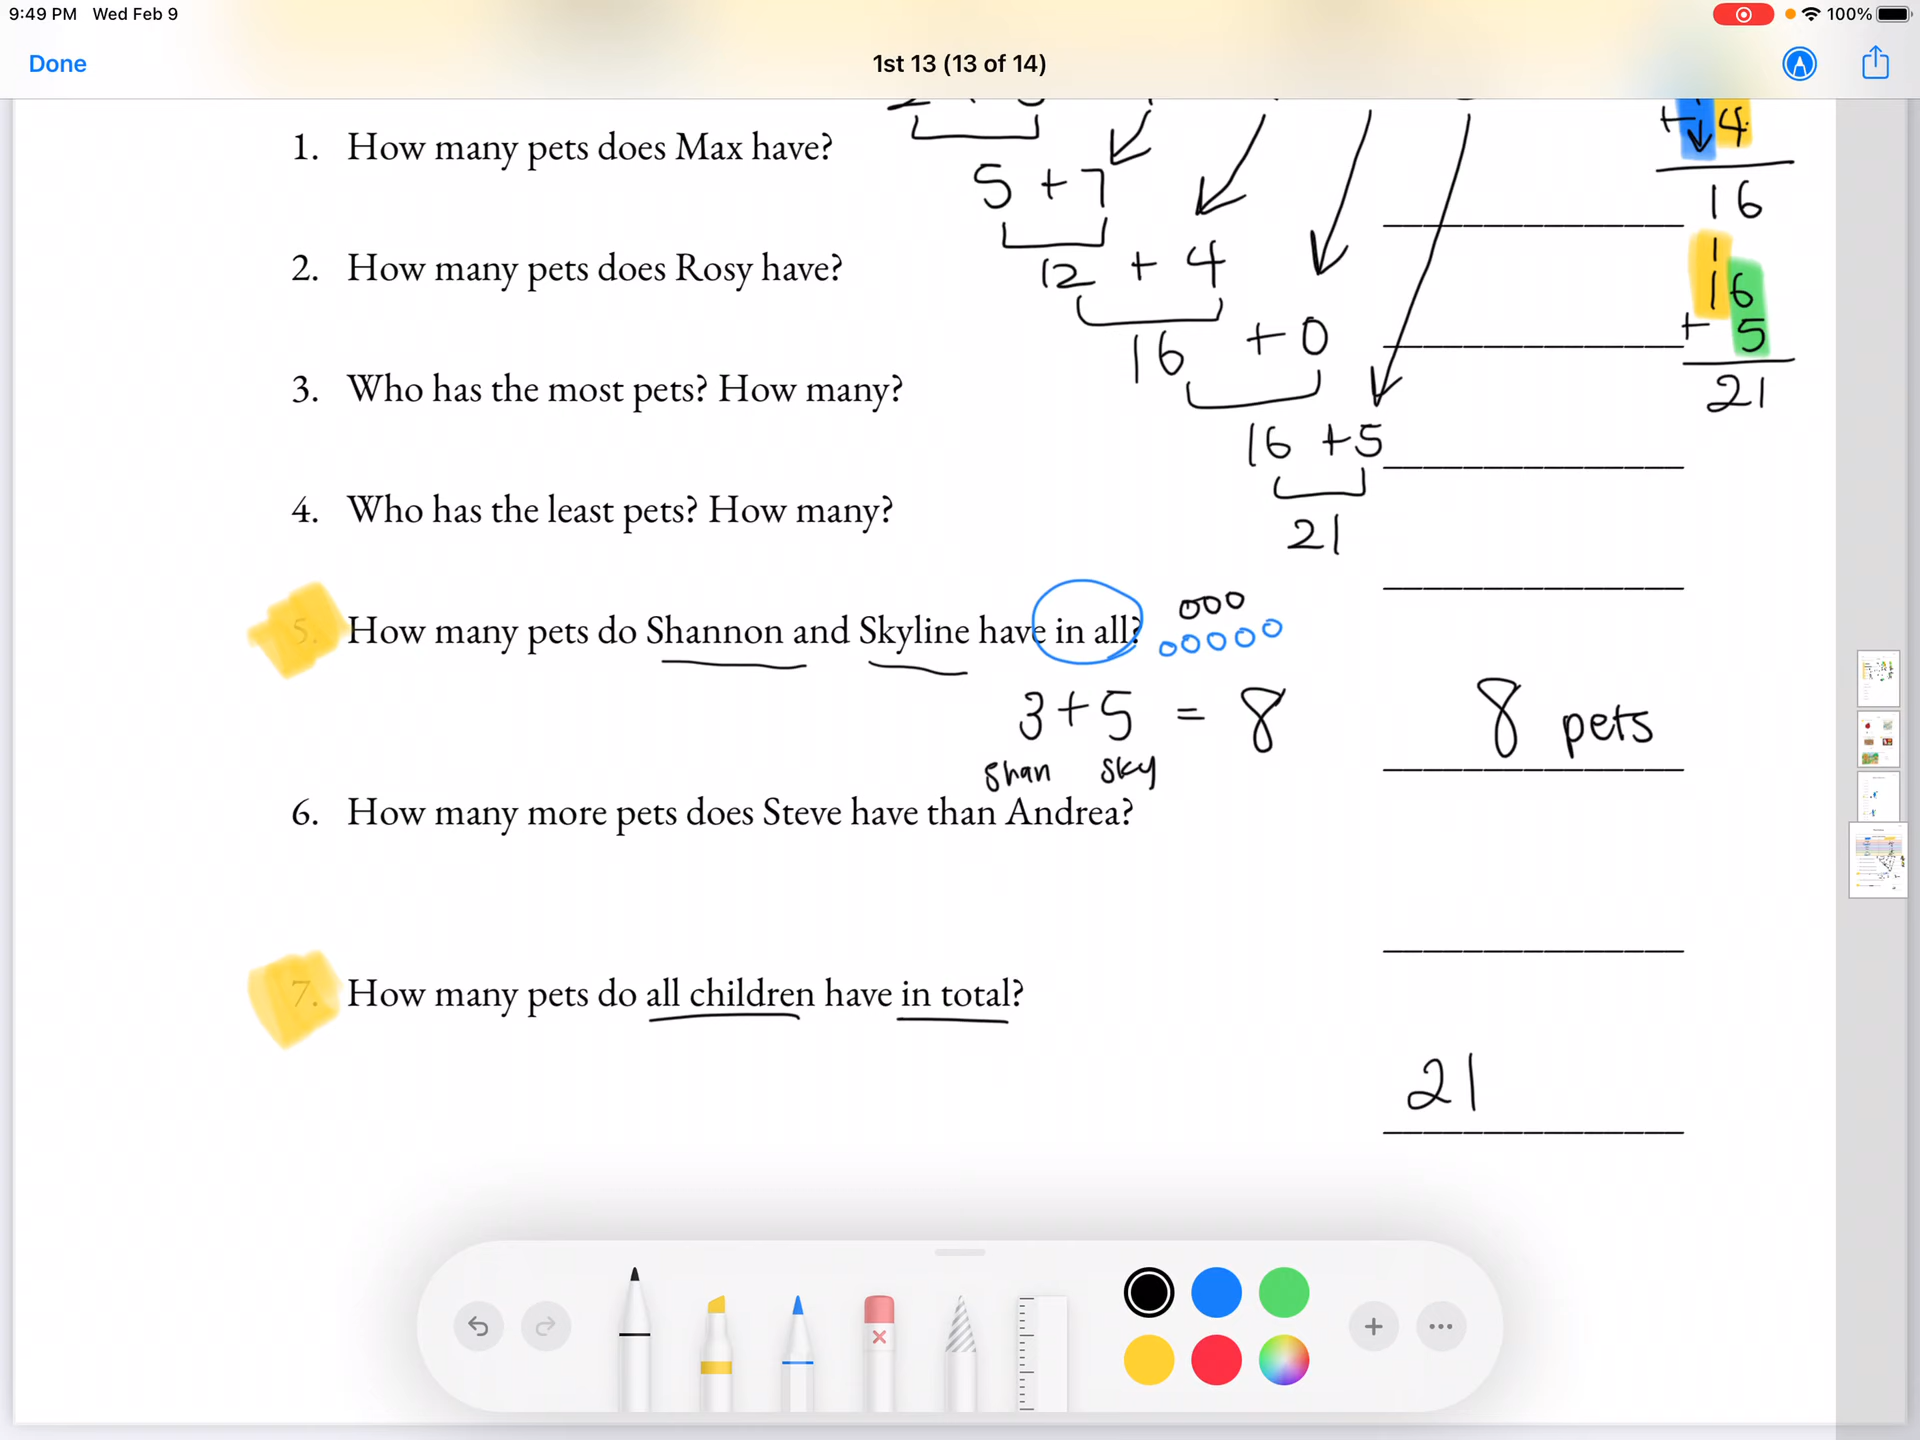 9:49 PM Wed Feb 9
100%
Done
1st 13 (13 of 14)
+ 4
16
1. How many pets does Max have?
5 + 7
1
16
+ 5
21
2. How many pets does Rosy have?
12 + 4
16 + 0
3. Who has the most pets? How many?
16 + 5
4. Who has the least pets? How many?
21
5. How many pets do Shannon and Skyline have in all?
3 + 5 = 8
8 pets
shan sky
6. How many more pets does Steve have than Andrea?
7. How many pets do all children have in total?
21